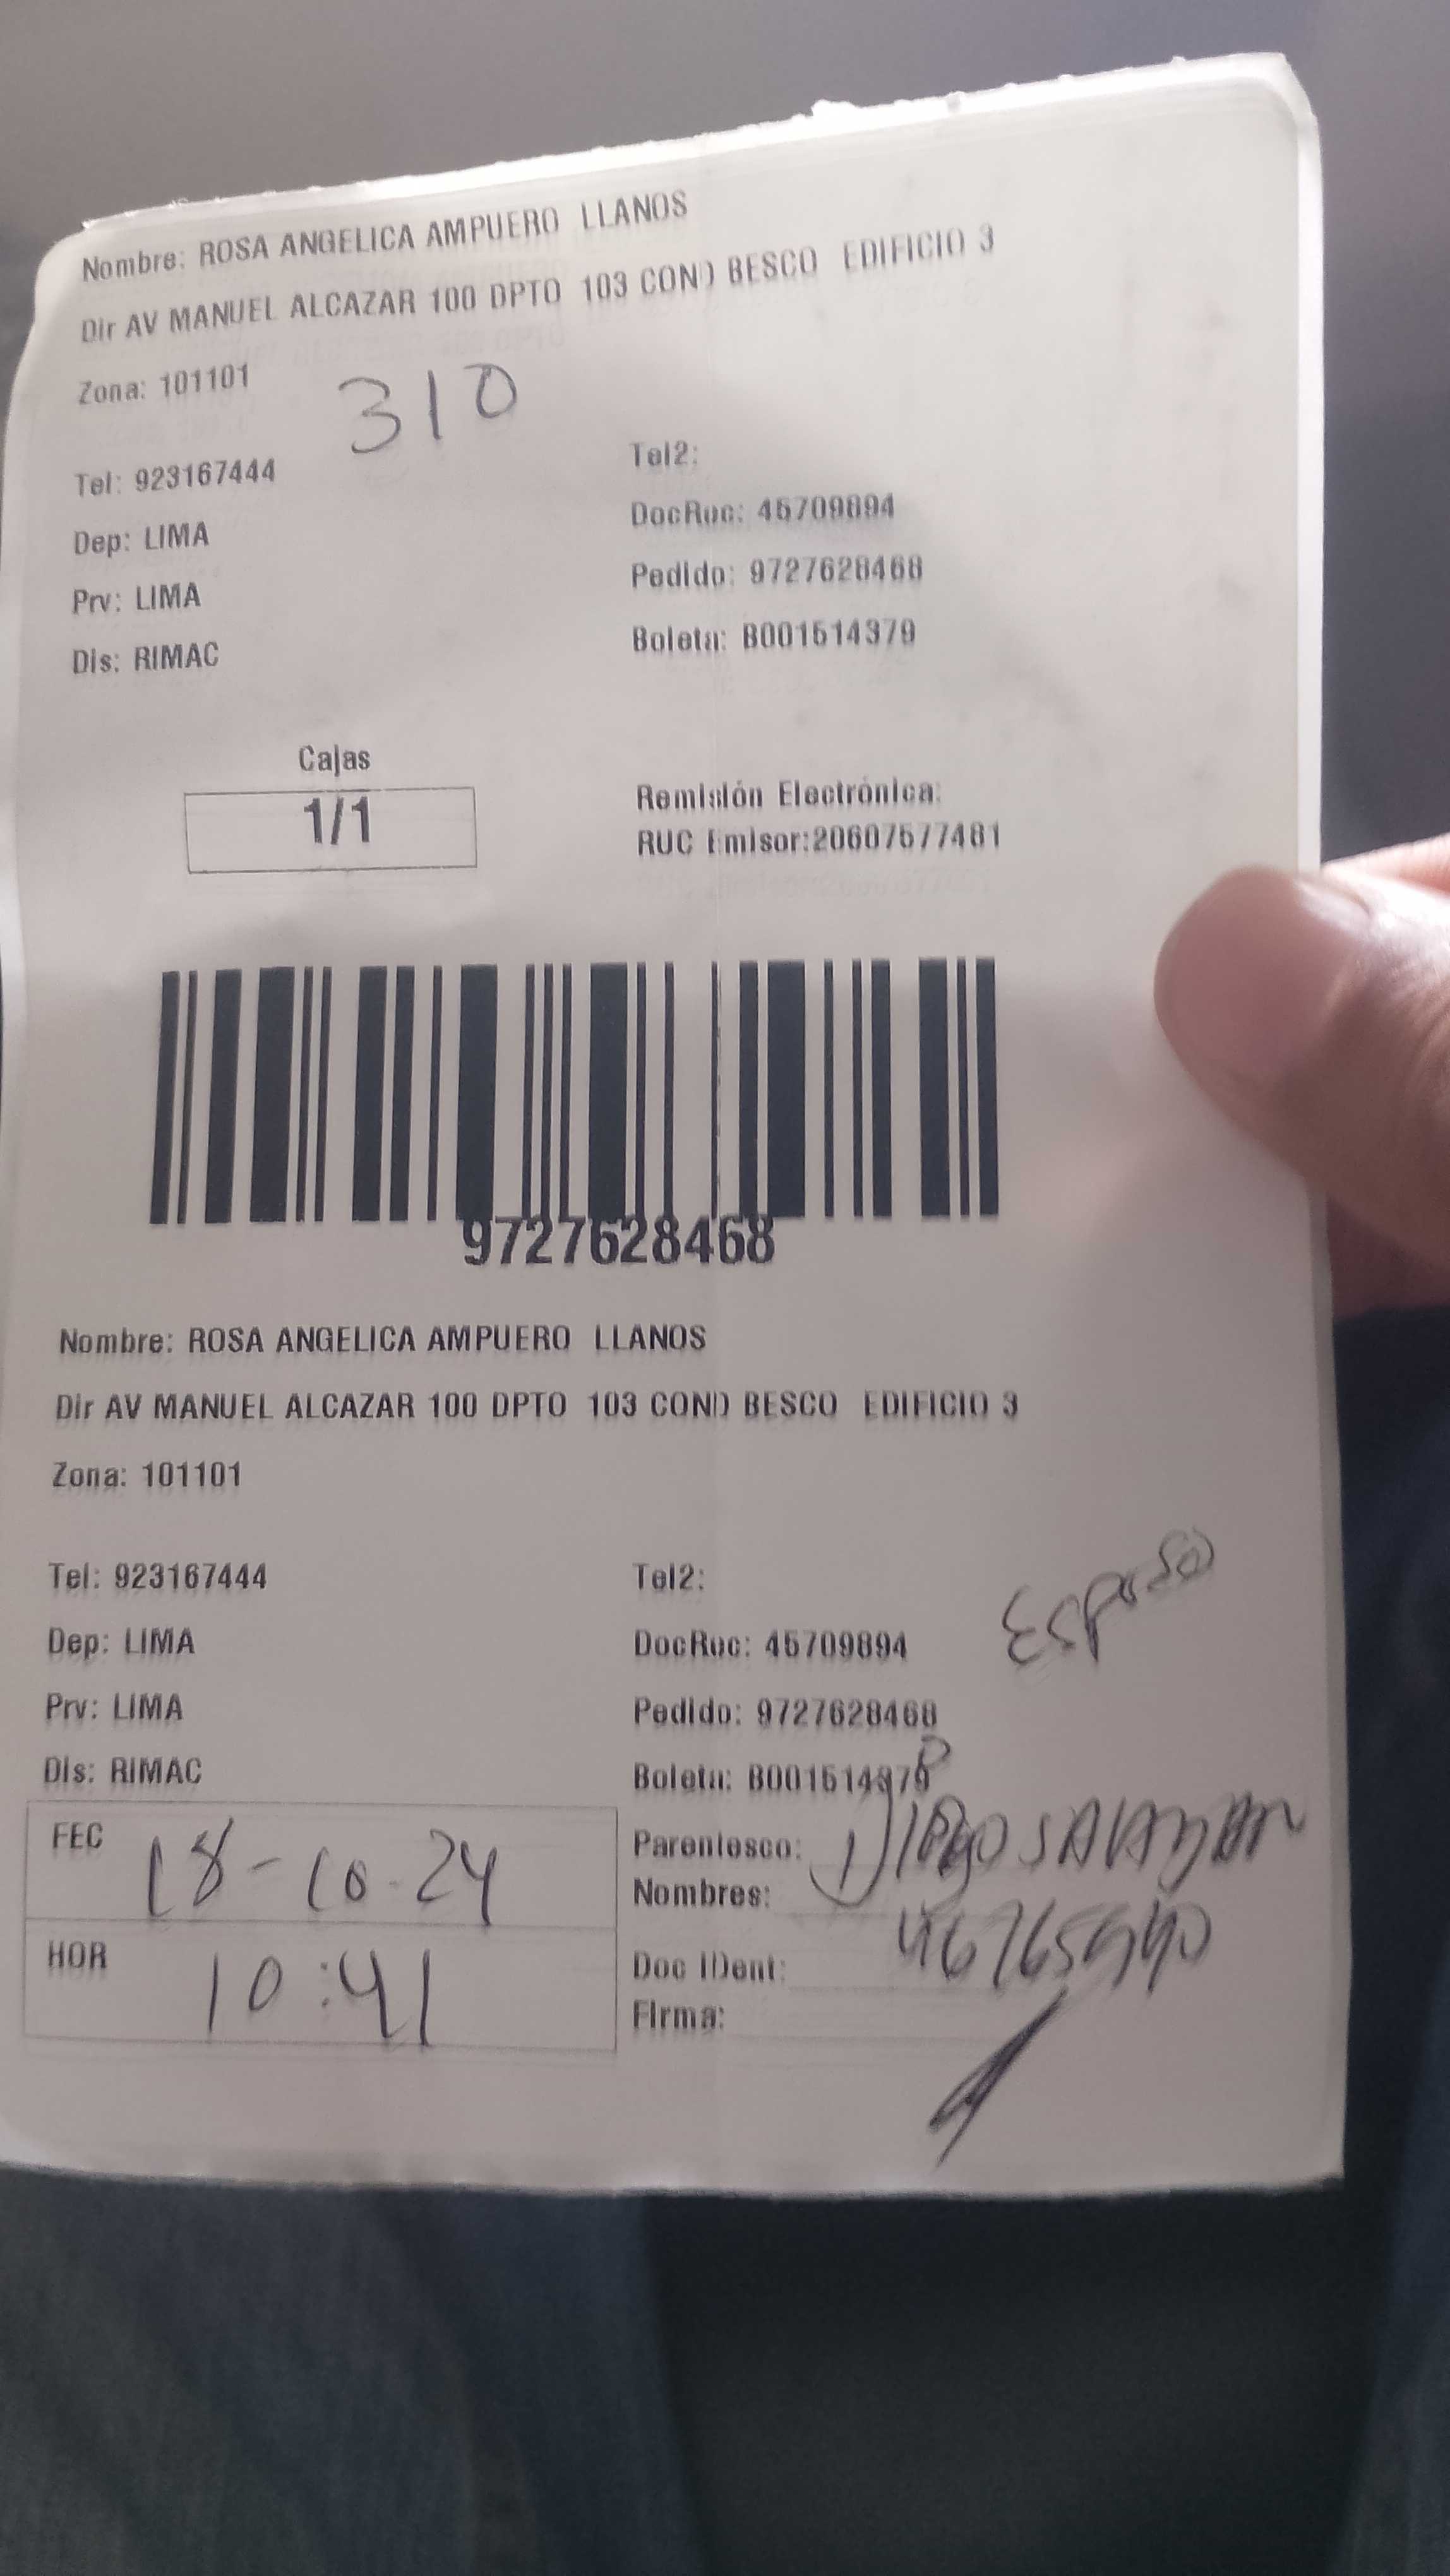 Nombre: ROSA ANGELICA AMPUERO LLANOS
Dir AV MANUEL ALCAZAR 100 DPTO 103 COND BESCO EDIFICIO 3
Zona: 101101
310
Tel: 923167444
Tel2:
Dep: LIMA
DocRuc: 45709894
Prv: LIMA
Pedido: 9727628468
Dis: RIMAC
Boleta: B001514379
Cajas
1/1
Remisión Electrónica:
RUC Emisor:20607577481
9727628468
Nombre: ROSA ANGELICA AMPUERO LLANOS
Dir AV MANUEL ALCAZAR 100 DPTO 103 COND BESCO EDIFICIO 3
Zona: 101101
Tel: 923167444
Tel2:
Esposo
Dep: LIMA
DocRuc: 45709894
Prv: LIMA
Pedido: 9727628468
Dis: RIMAC
Boleta: B001514379
FEC 18-10-24
Parentesco:
Nombres: Diego
HOR 10:41
Doc IDent:
Firma: